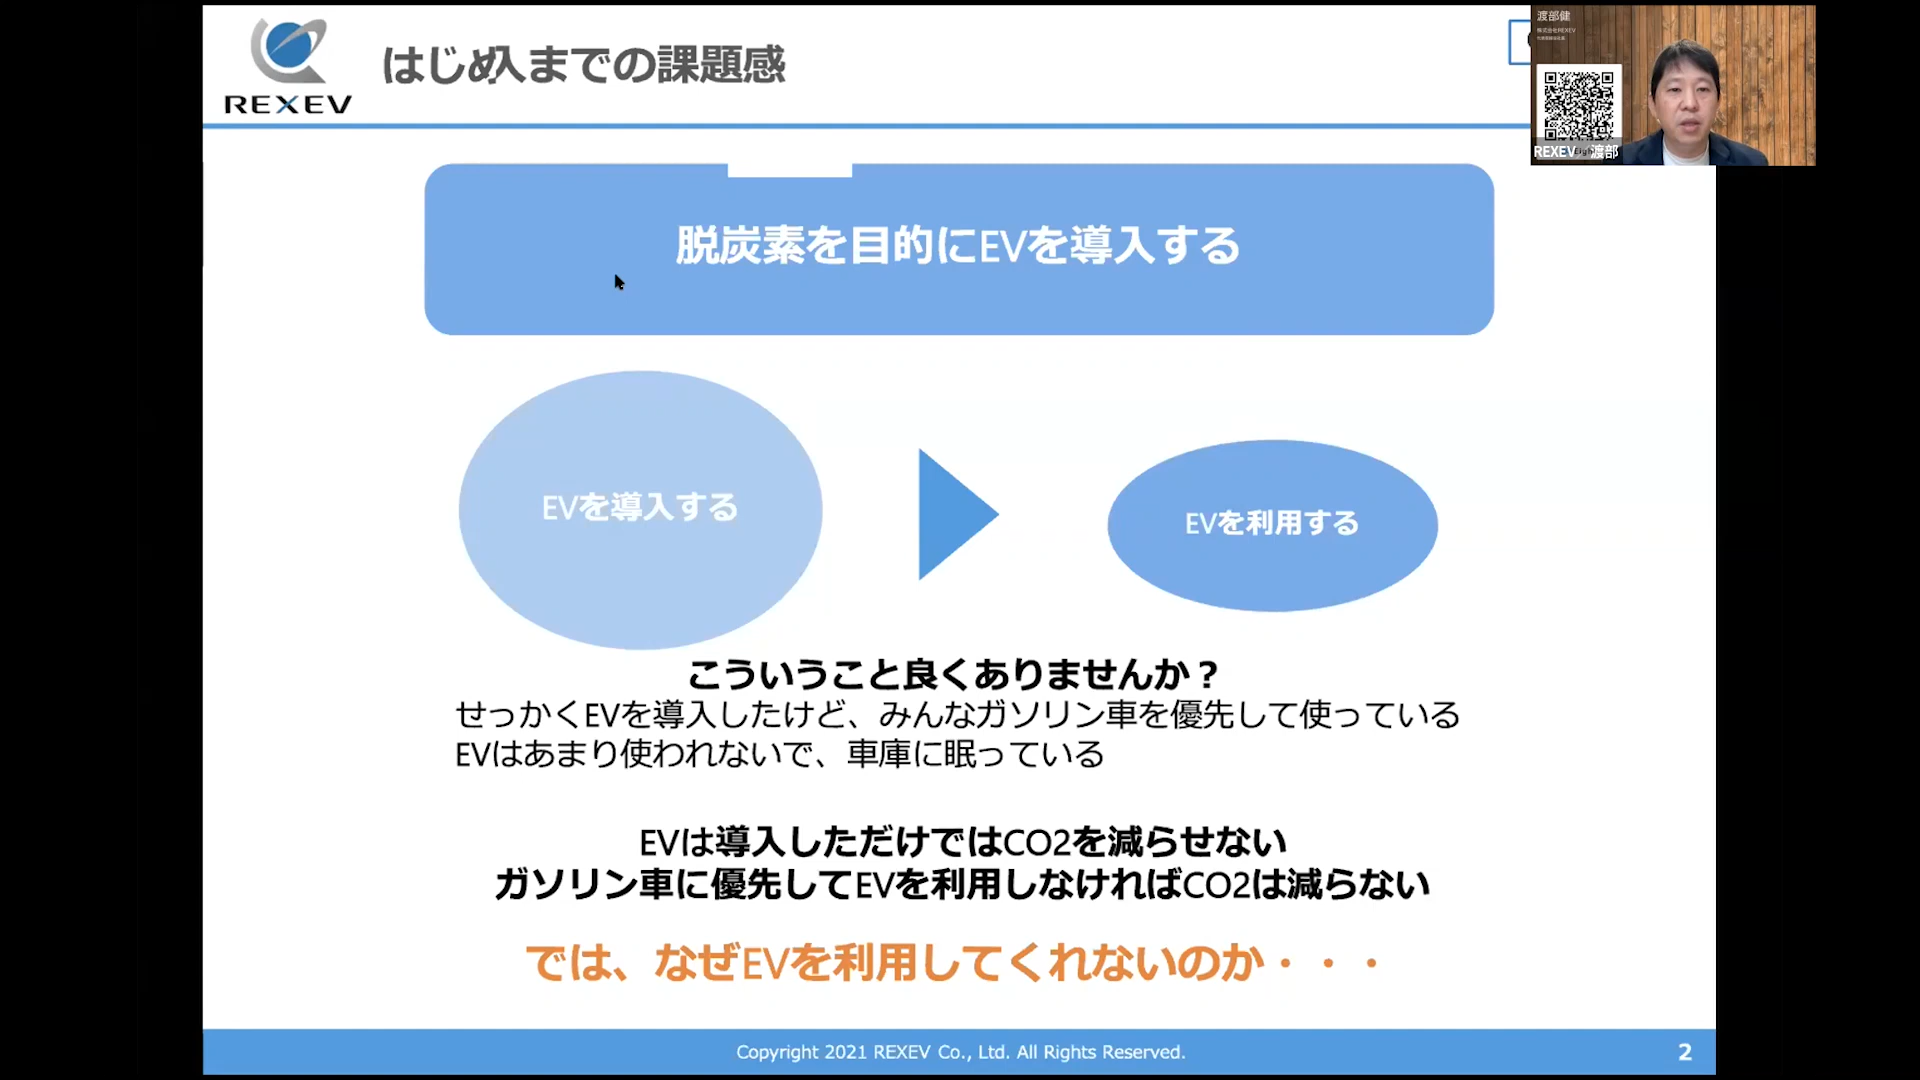 REXEV
はじめ入までの課題感
渡部健
株式会社REXEV
REXEV 渡部
脱炭素を目的にEVを導入する
EVを導入する
EVを利用する
こういうこと良くありませんか？
せっかくEVを導入したけど、みんなガソリン車を優先して使っている
EVはあまり使われないで、車庫に眠っている
EVは導入しただけではCO2を減らせない
ガソリン車に優先してEVを利用しなければCO2は減らない
では、なぜEVを利用してくれないのか・・・
Copyright 2021 REXEV Co., Ltd. All Rights Reserved.
2